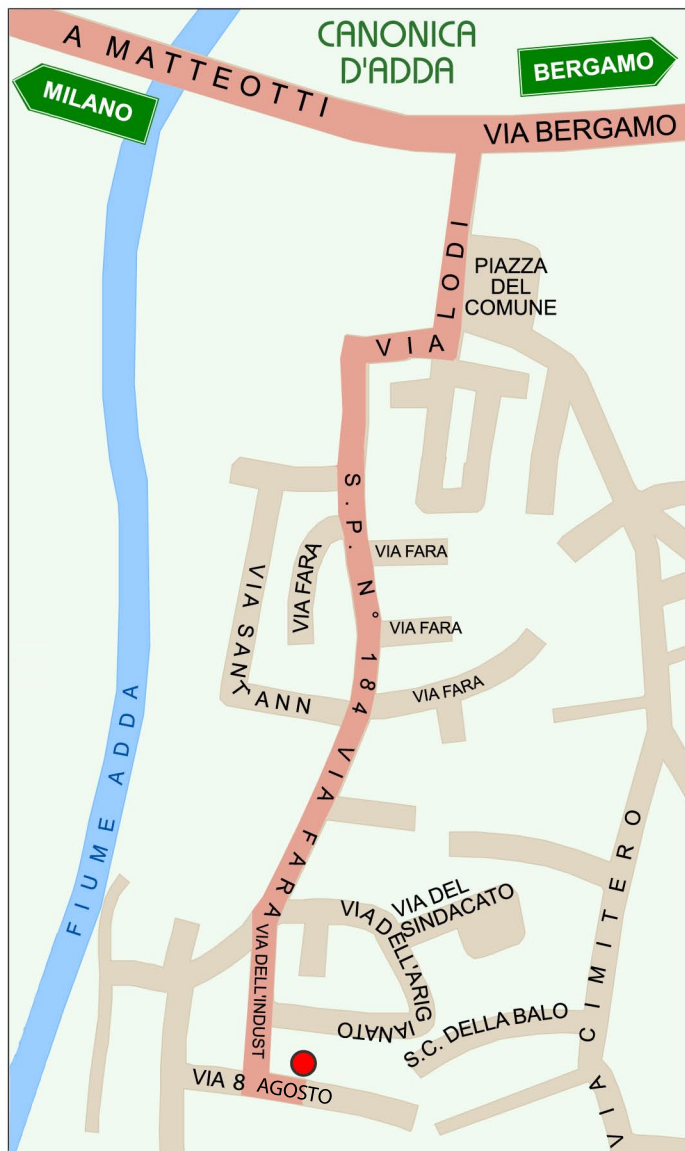 CANONICA
D'ADDA
A MATTEOTTI
BERGAMO
MILANO
VIA BERGAMO
VIA LODI
PIAZZA
DEL
COMUNE
S.P. N° 184 VIA FARA
VIA FARA
VIA FARA
VIA FARA
VIA FARA
VIA SANT'ANN
FIUME ADDA
VIA DEL
SINDACATO
VIA DELL'ARIG
IANATO
VIA DELL'INDUST
S.C. DELLA BALO
VIA CIMITERO
VIA 8 AGOSTO